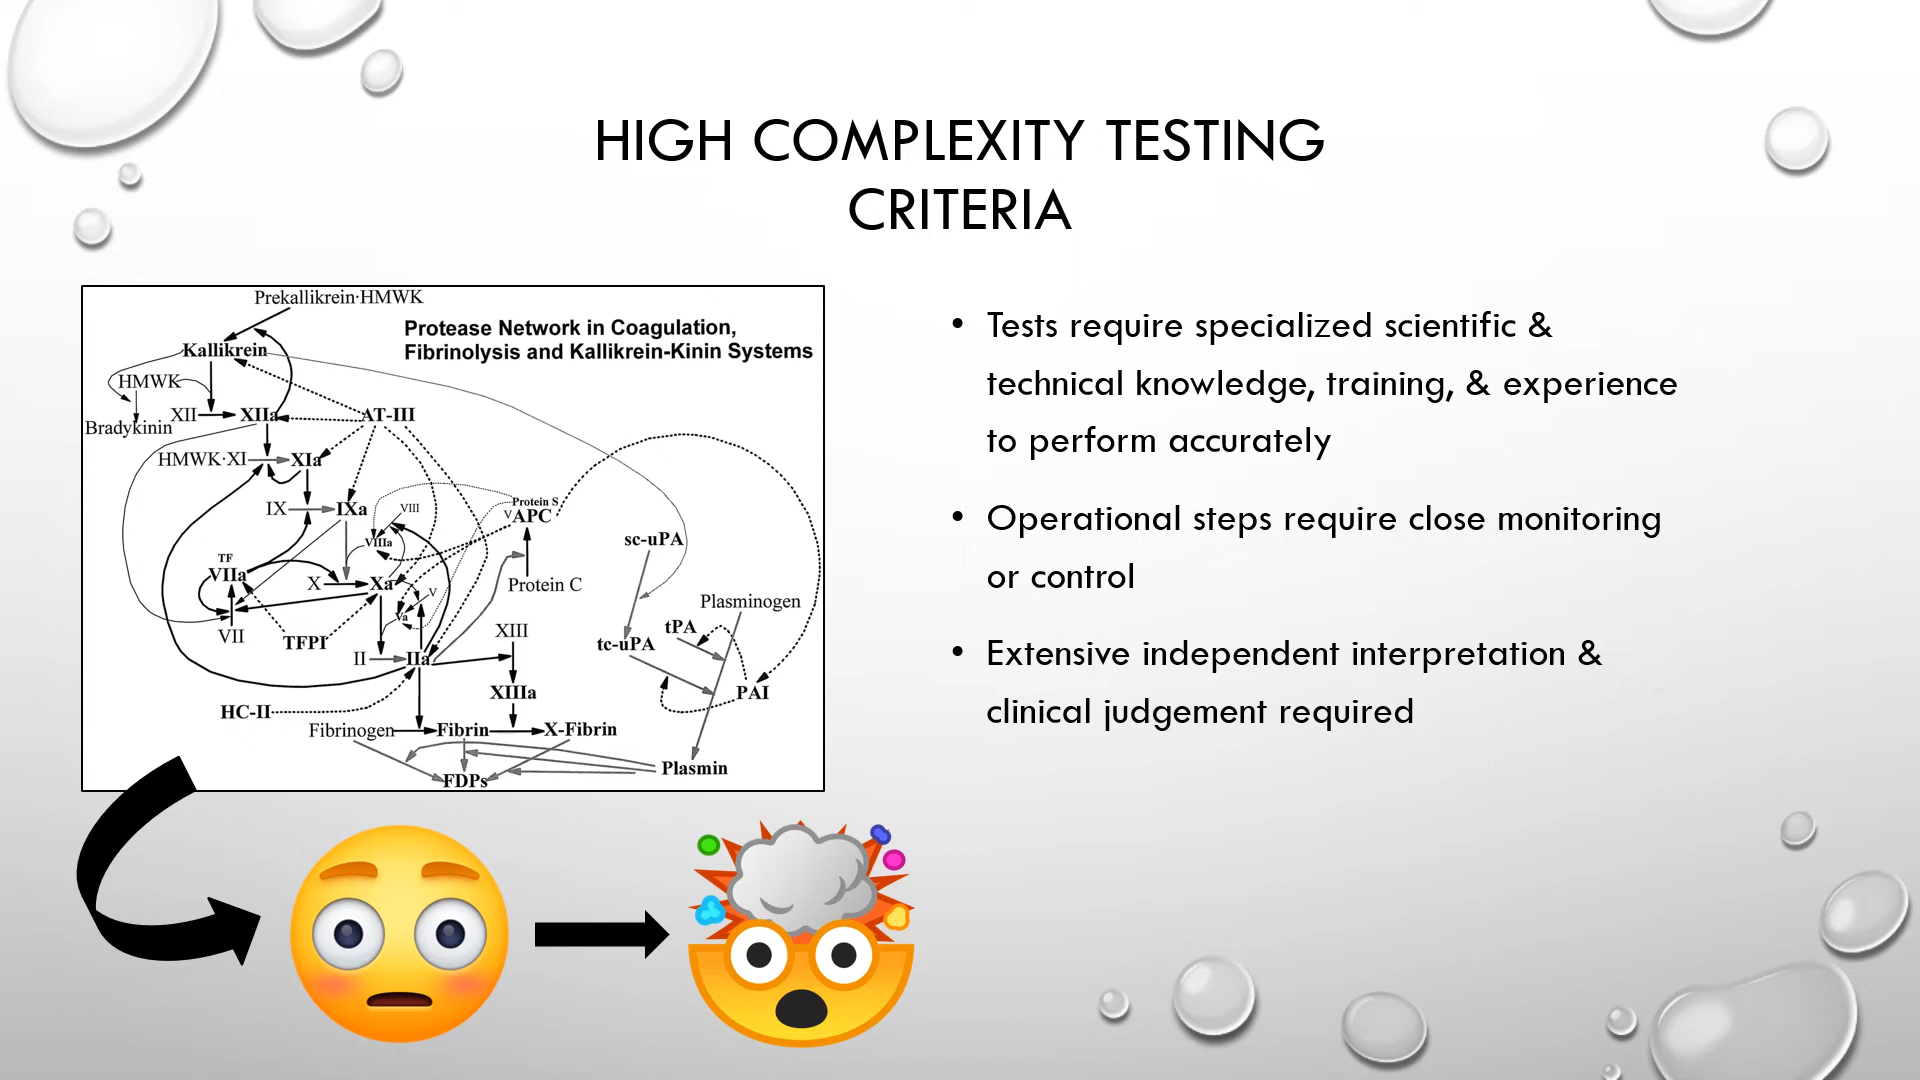 HIGH COMPLEXITY TESTING
CRITERIA
Prekallikrein·HMWK
Protease Network in Coagulation,
Fibrinolysis and Kallikrein-Kinin Systems
Kallikrein
HMWK
XII
XIIa
AT-III
Bradykinin
HMWK·XI
XIa
IX
IXa
VIII
Protein S
APC
VIIIa
sc-uPA
TF
VIIa
X
Xa
V
Protein C
Plasminogen
Va
VII
TFPI
XIII
tPA
tc-uPA
II
IIa
XIIIa
PAI
HC-II
Fibrinogen
Fibrin
X-Fibrin
Plasmin
FDPs
• Tests require specialized scientific &
technical knowledge, training, & experience
to perform accurately
• Operational steps require close monitoring
or control
• Extensive independent interpretation &
clinical judgement required